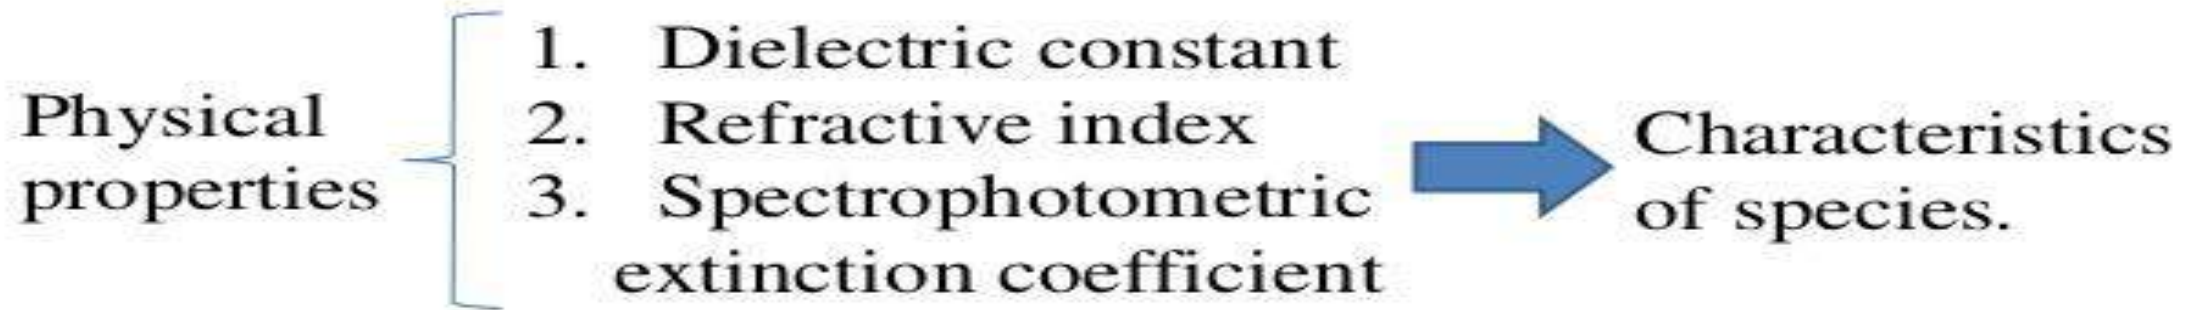 Physical
properties
1. Dielectric constant
2. Refractive index
3. Spectrophotometric
extinction coefficient
Characteristics
of species.